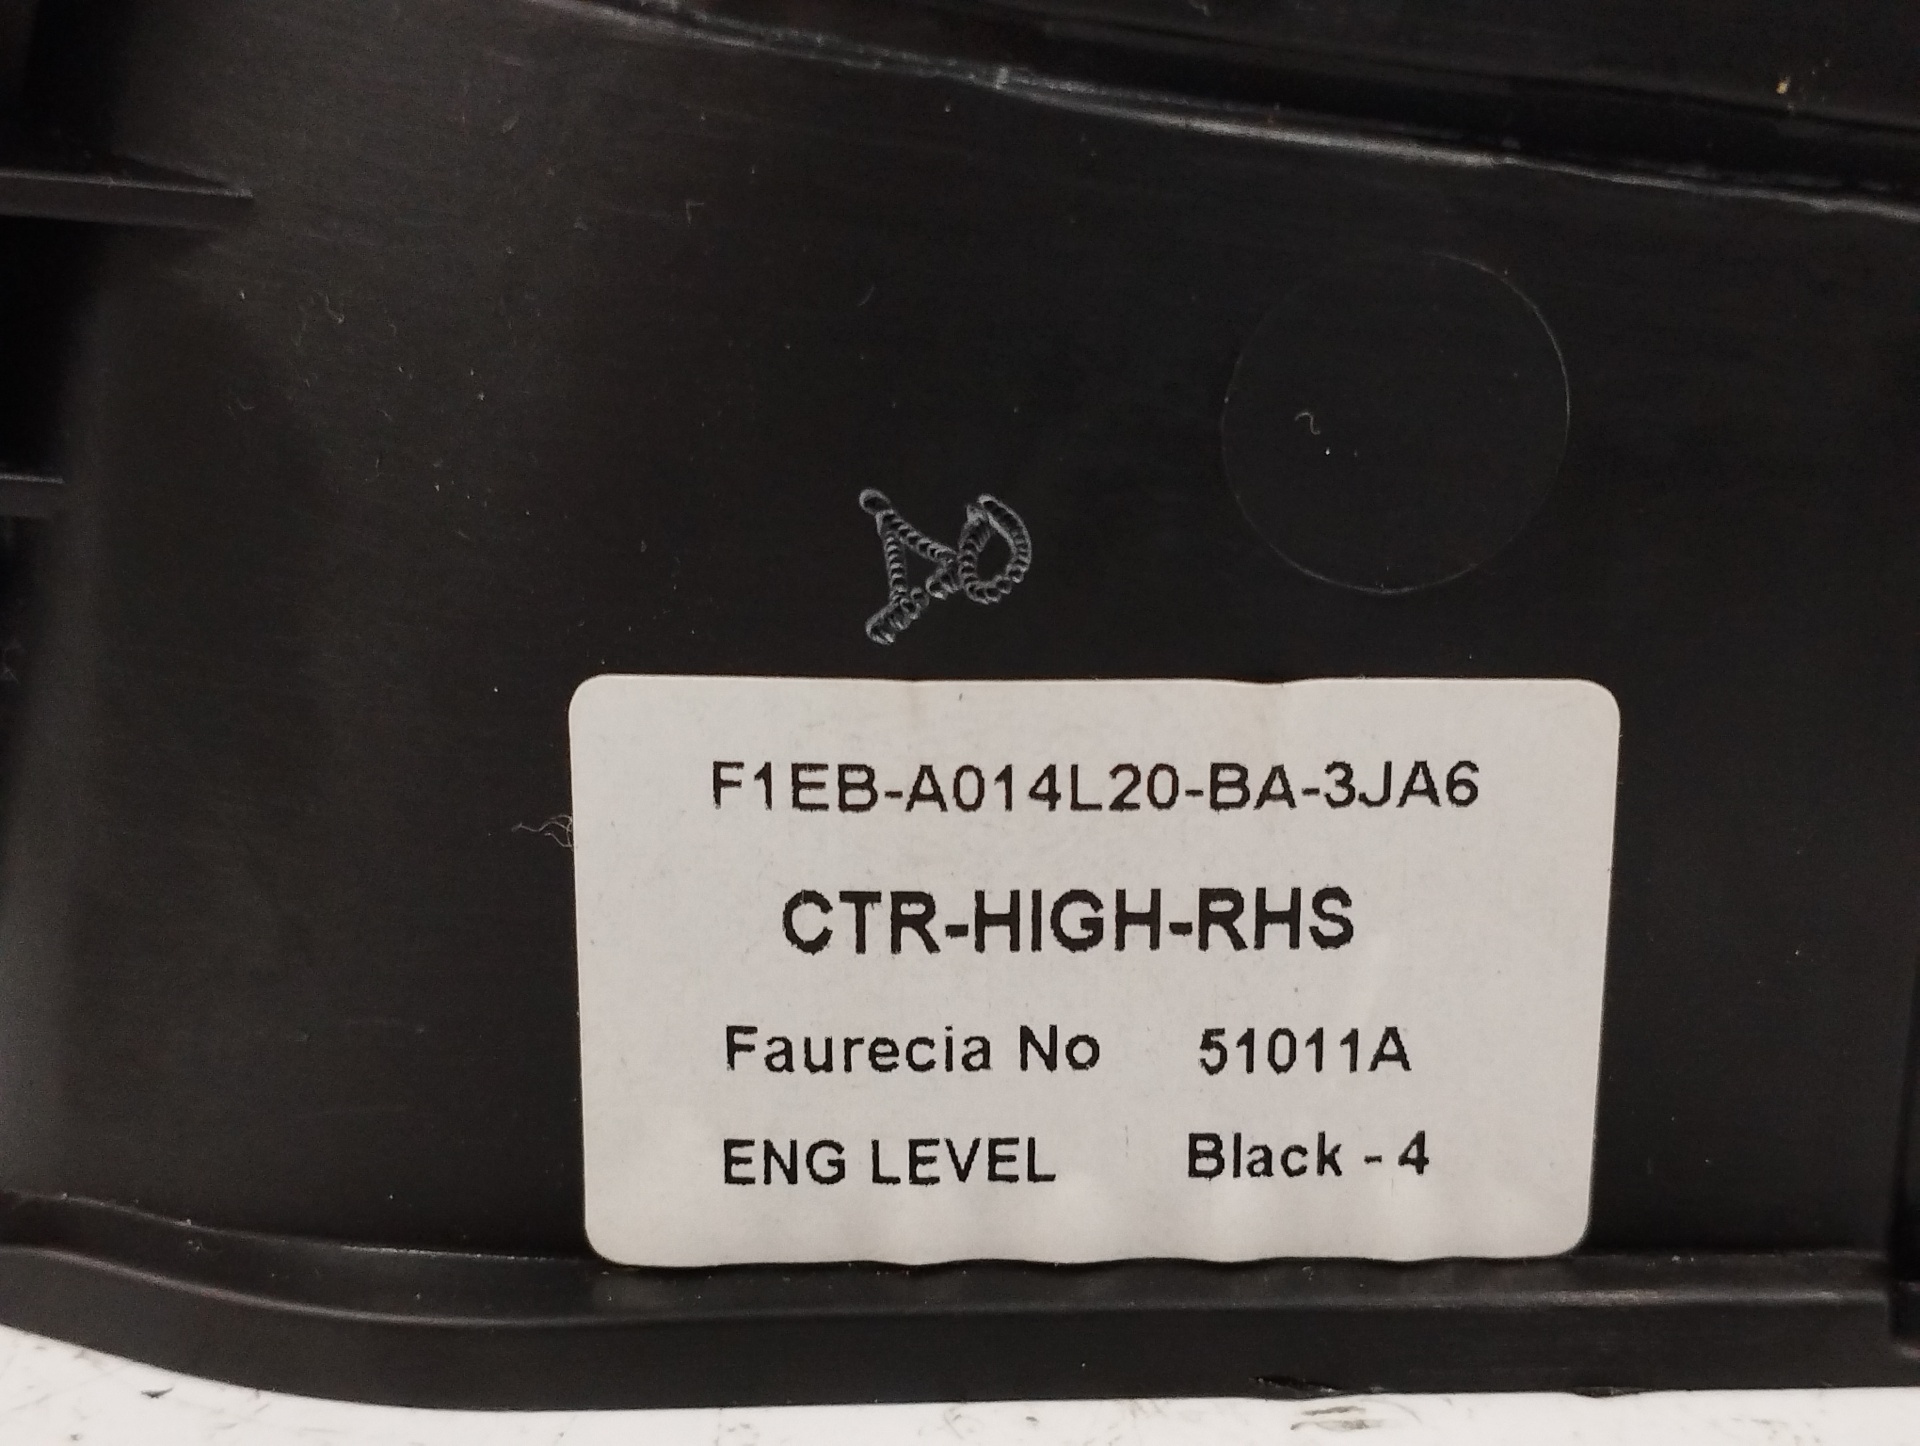 F1EB-A014L20-BA-3JA6
CTR-HIGH-RHS
Faurecia No 51011A
ENG LEVEL Black - 4